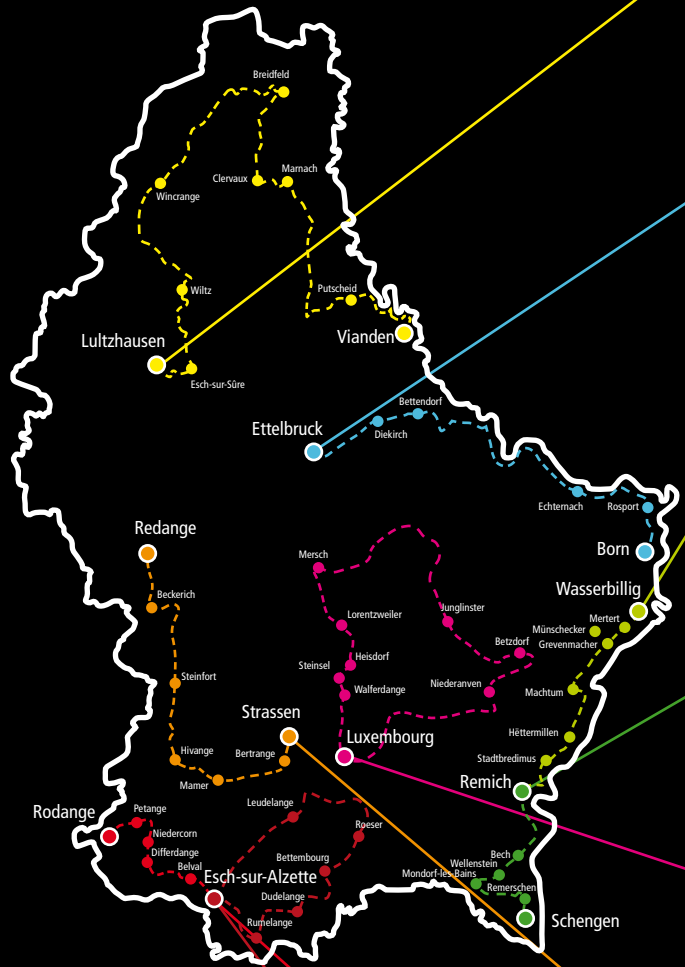 Breidfeld
Clervaux
Marnach
Wincrange
Wiltz
Putscheid
Lultzhausen
Vianden
Esch-sur-Sûre
Bettendorf
Ettelbruck
Diekirch
Echternach
Rosport
Redange
Born
Mersch
Wasserbillig
Beckerich
Junglinster
Mertert
Lorentzweiler
Münschecker
Grevenmacher
Betzdorf
Heisdorf
Steinsel
Steinfort
Niederanven
Walferdange
Machtum
Strassen
Luxembourg
Hëttermillen
Hivange
Bertrange
Stadtbredimus
Mamer
Remich
Leudelange
Rodange
Petange
Roeser
Niedercorn
Differdange
Bech
Belval
Bettembourg
Wellenstein
Mondorf-les-Bains
Esch-sur-Alzette
Remerschen
Dudelange
Schengen
Rumelange